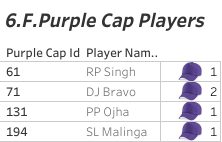 6.F.Purple Cap Players
Purple Cap Id Player Nam..
61 RP Singh 1
71 DJ Bravo 2
131 PP Ojha 1
194 SL Malinga 1